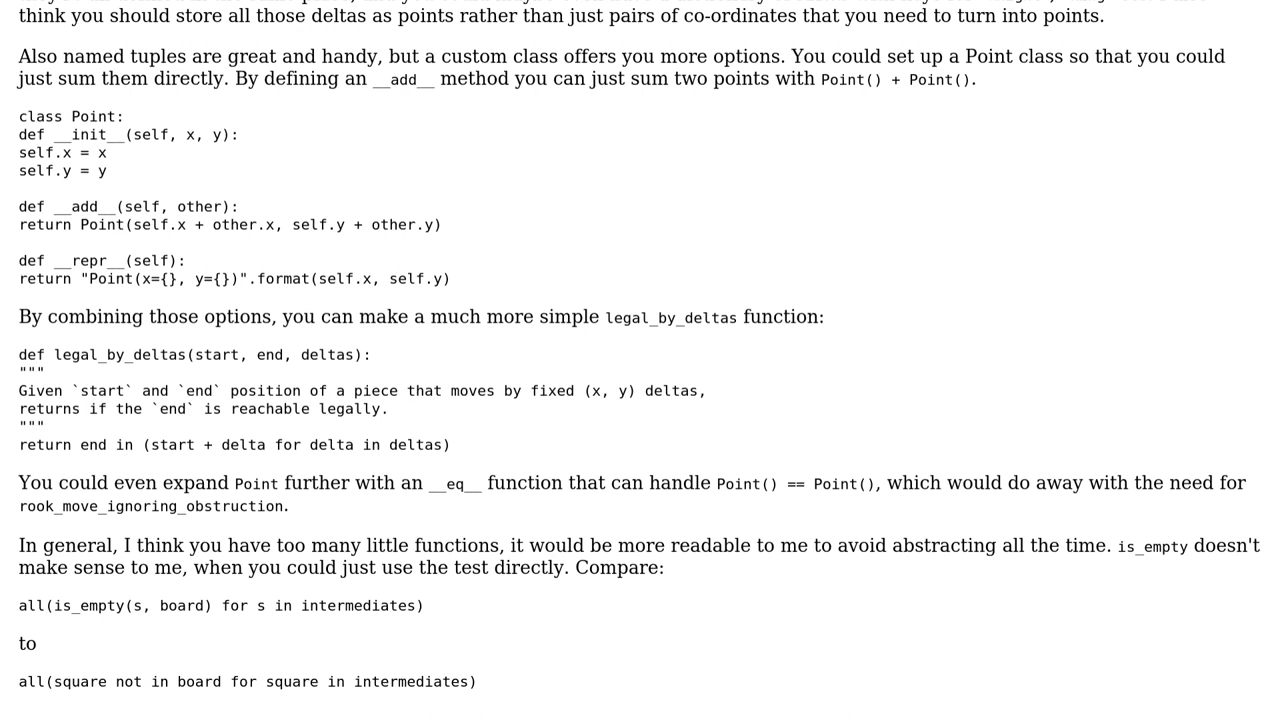 think you should store all those deltas as points rather than just pairs of co-ordinates that you need to turn into points.
Also named tuples are great and handy, but a custom class offers you more options. You could set up a Point class so that you could
just sum them directly. By defining an __add__ method you can just sum two points with Point() + Point().
class Point:
def __init__(self, x, y):
self.x = x
self.y = y
def __add__(self, other):
return Point(self.x + other.x, self.y + other.y)
def __repr__(self):
return "Point(x={}, y={})".format(self.x, self.y)
By combining those options, you can make a much more simple legal_by_deltas function:
def legal_by_deltas(start, end, deltas):
"""
Given `start` and `end` position of a piece that moves by fixed (x, y) deltas,
returns if the `end` is reachable legally.
"""
return end in (start + delta for delta in deltas)
You could even expand Point further with an __eq__ function that can handle Point() == Point(), which would do away with the need for
rook_move_ignoring_obstruction.
In general, I think you have too many little functions, it would be more readable to me to avoid abstracting all the time. is_empty doesn't
make sense to me, when you could just use the test directly. Compare:
all(is_empty(s, board) for s in intermediates)
to
all(square not in board for square in intermediates)